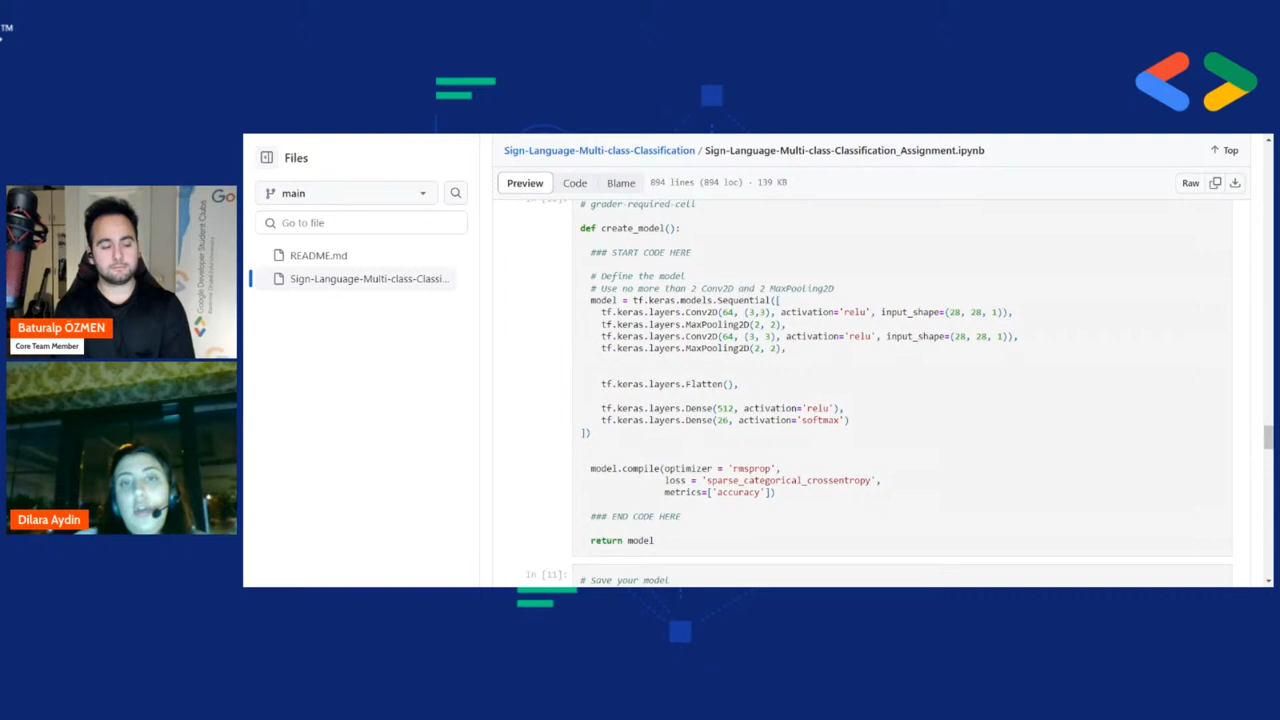 TM
Files
main
Go to file
README.md
Sign-Language-Multi-class-Classi...
Sign-Language-Multi-class-Classification / Sign-Language-Multi-class-Classification_Assignment.ipynb
Top
Preview
Code
Blame
894 lines (894 loc) · 139 KB
Raw
# grader-required-cell
def create_model():
### START CODE HERE
# Define the model
# Use no more than 2 Conv2D and 2 MaxPooling2D
model = tf.keras.models.Sequential([
tf.keras.layers.Conv2D(64, (3,3), activation='relu', input_shape=(28, 28, 1)),
tf.keras.layers.MaxPooling2D(2, 2),
tf.keras.layers.Conv2D(64, (3, 3), activation='relu', input_shape=(28, 28, 1)),
tf.keras.layers.MaxPooling2D(2, 2),
tf.keras.layers.Flatten(),
tf.keras.layers.Dense(512, activation='relu'),
tf.keras.layers.Dense(26, activation='softmax')
])
model.compile(optimizer = 'rmsprop',
loss = 'sparse_categorical_crossentropy',
metrics=['accuracy'])
### END CODE HERE
return model
In [11]:
# Save your model
Go
Google Developer Student Clubs
Baturalp ÖZMEN
Core Team Member
Dilara Aydin